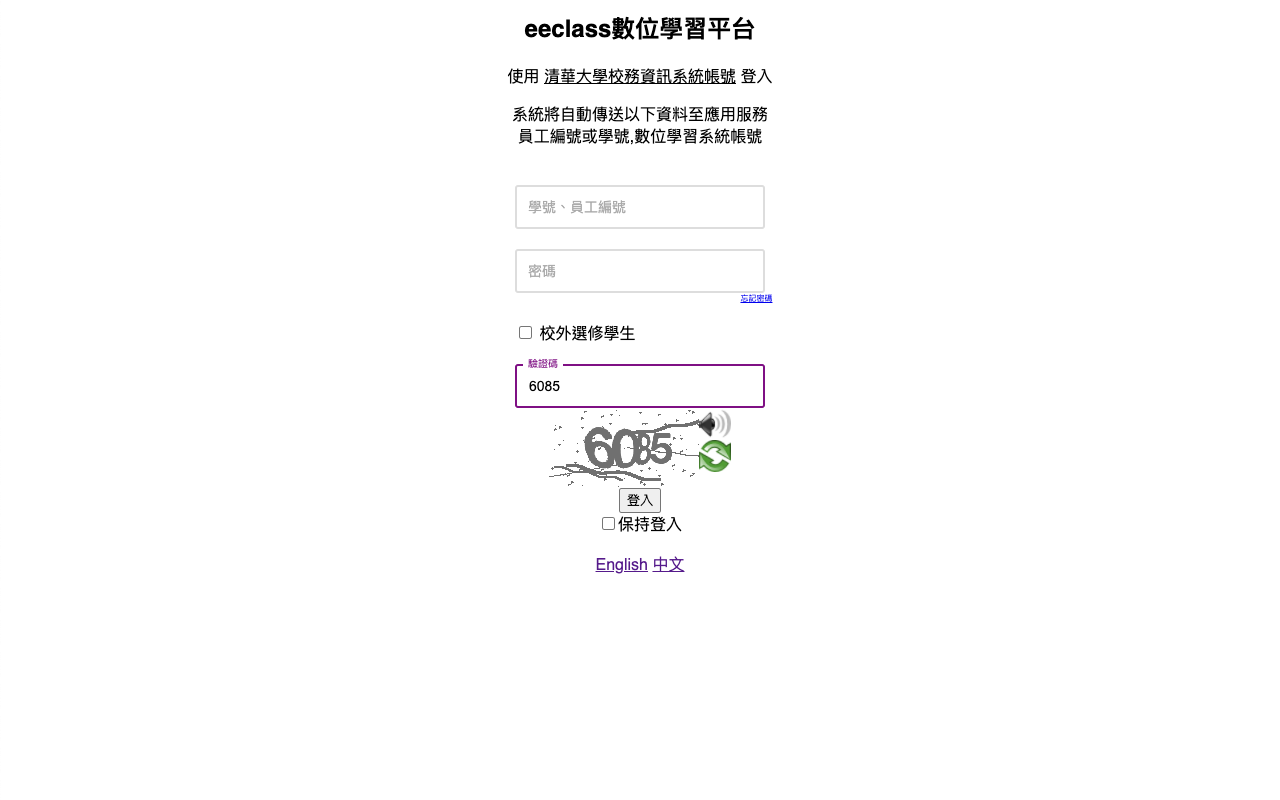 eeclass數位學習平台
使用 清華大學校務資訊系統帳號 登入
系統將自動傳送以下資料至應用服務
員工編號或學號,數位學習系統帳號
學號、員工編號
密碼
忘記密碼
校外選修學生
驗證碼
6085
6085
登入
保持登入
English 中文